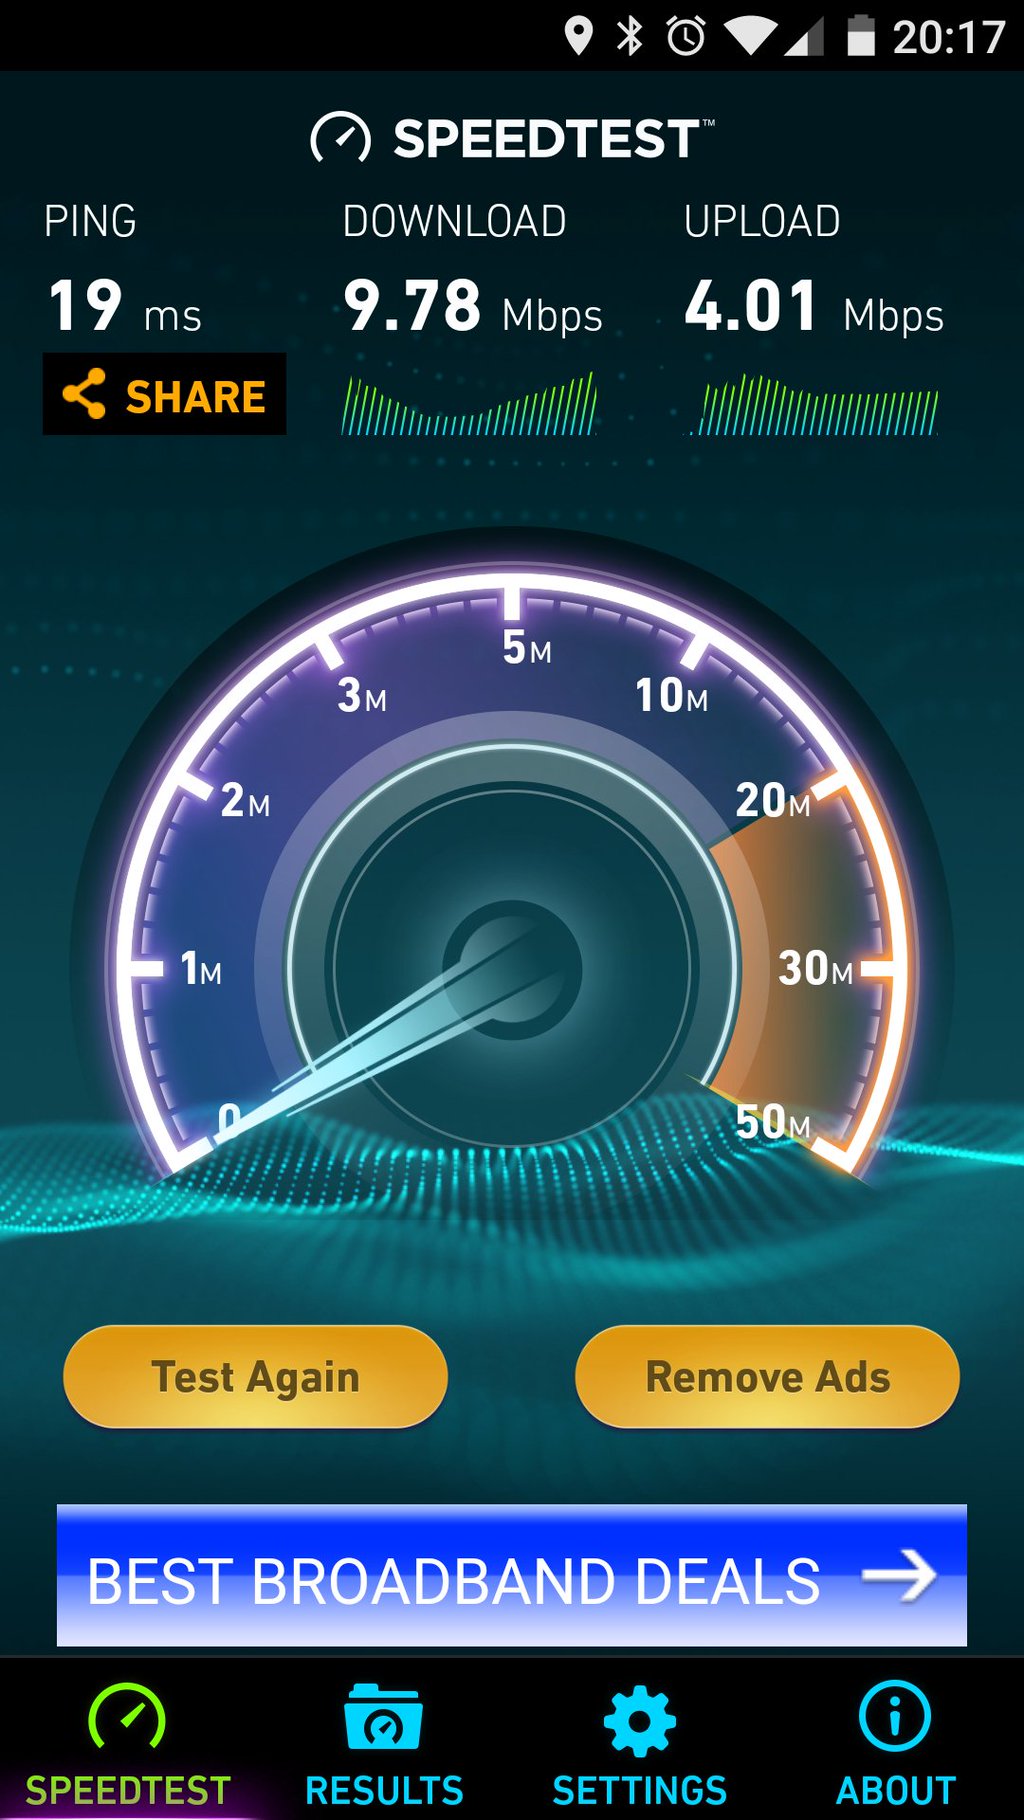 20:17
SPEEDTEST™
PING DOWNLOAD UPLOAD
19 ms 9.78 Mbps 4.01 Mbps
SHARE
5M
3M 10M
2M 20M
1M 30M
0 50M
Test Again Remove Ads
BEST BROADBAND DEALS
SPEEDTEST RESULTS SETTINGS ABOUT